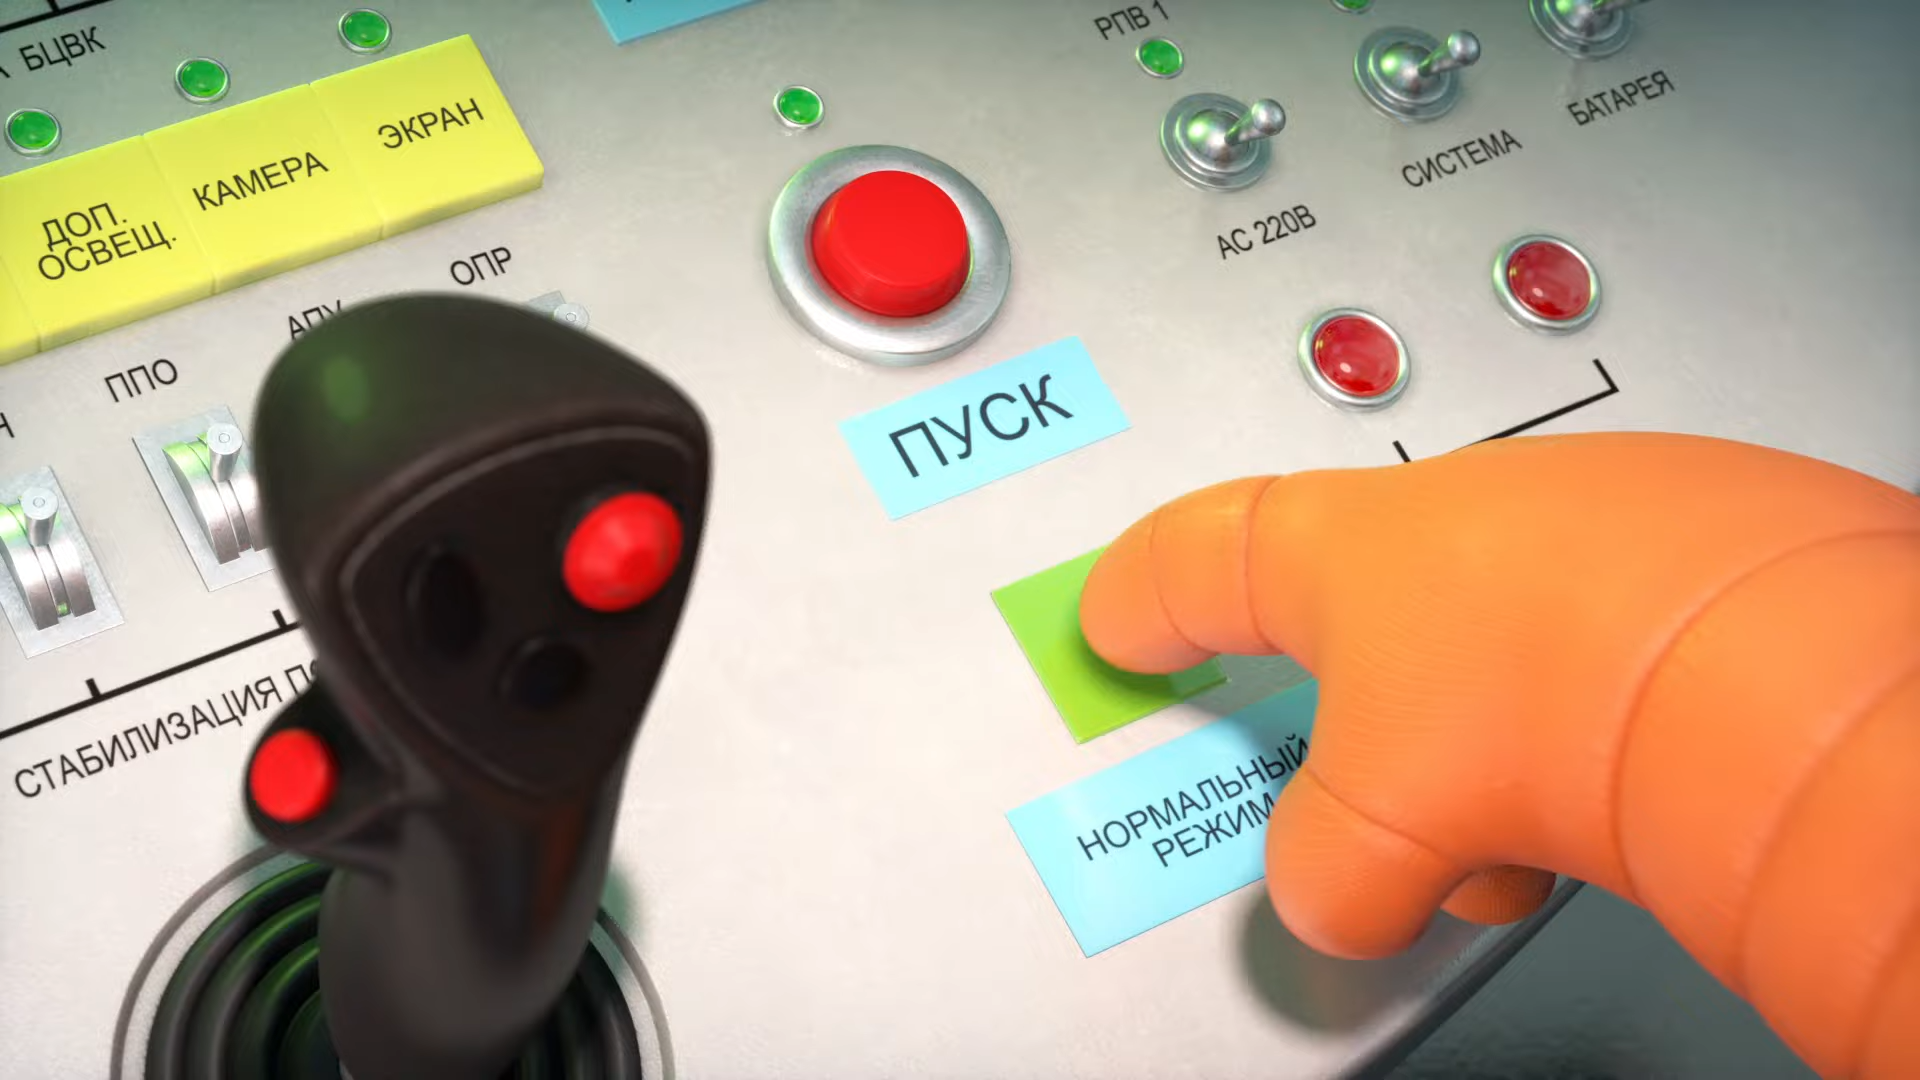 БЦВК
РПВ 1
ЭКРАН
КАМЕРА
ДОП.
ОСВЕЩ.
БАТАРЕЯ
СИСТЕМА
АС 220В
ОПР
АПУ
ППО
ПУСК
СТАБИЛИЗАЦИЯ
НОРМАЛЬНЫЙ
РЕЖИМ